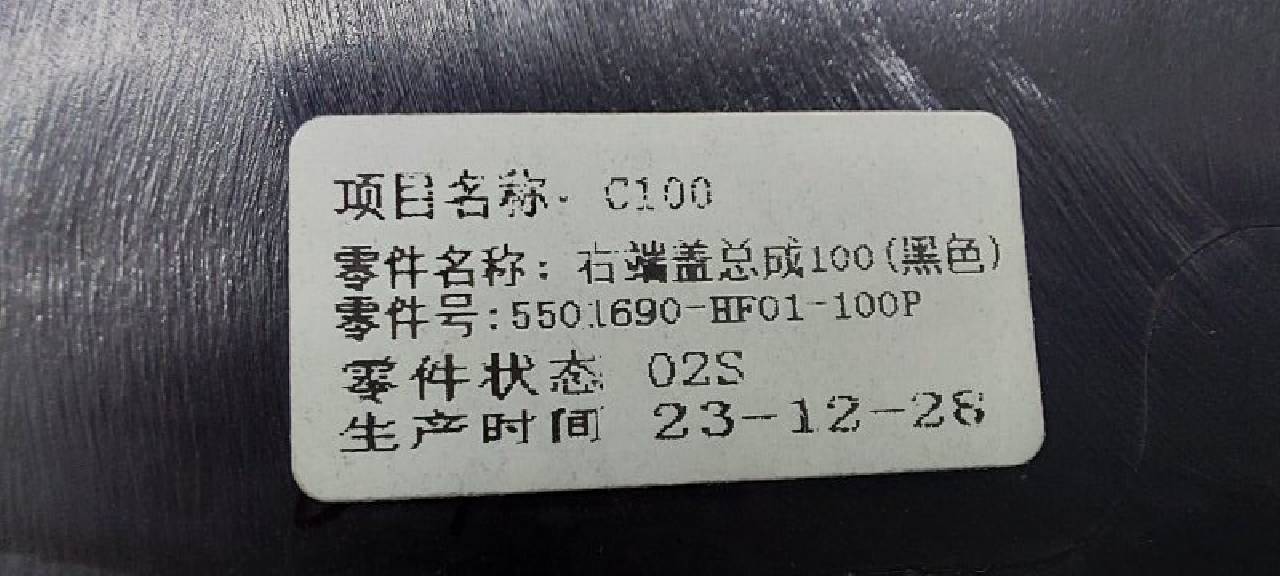 项目名称: C100
零件名称: 右端盖总成100(黑色)
零件号:5501690-HF01-100P
零件状态 02S
生产时间 23-12-28